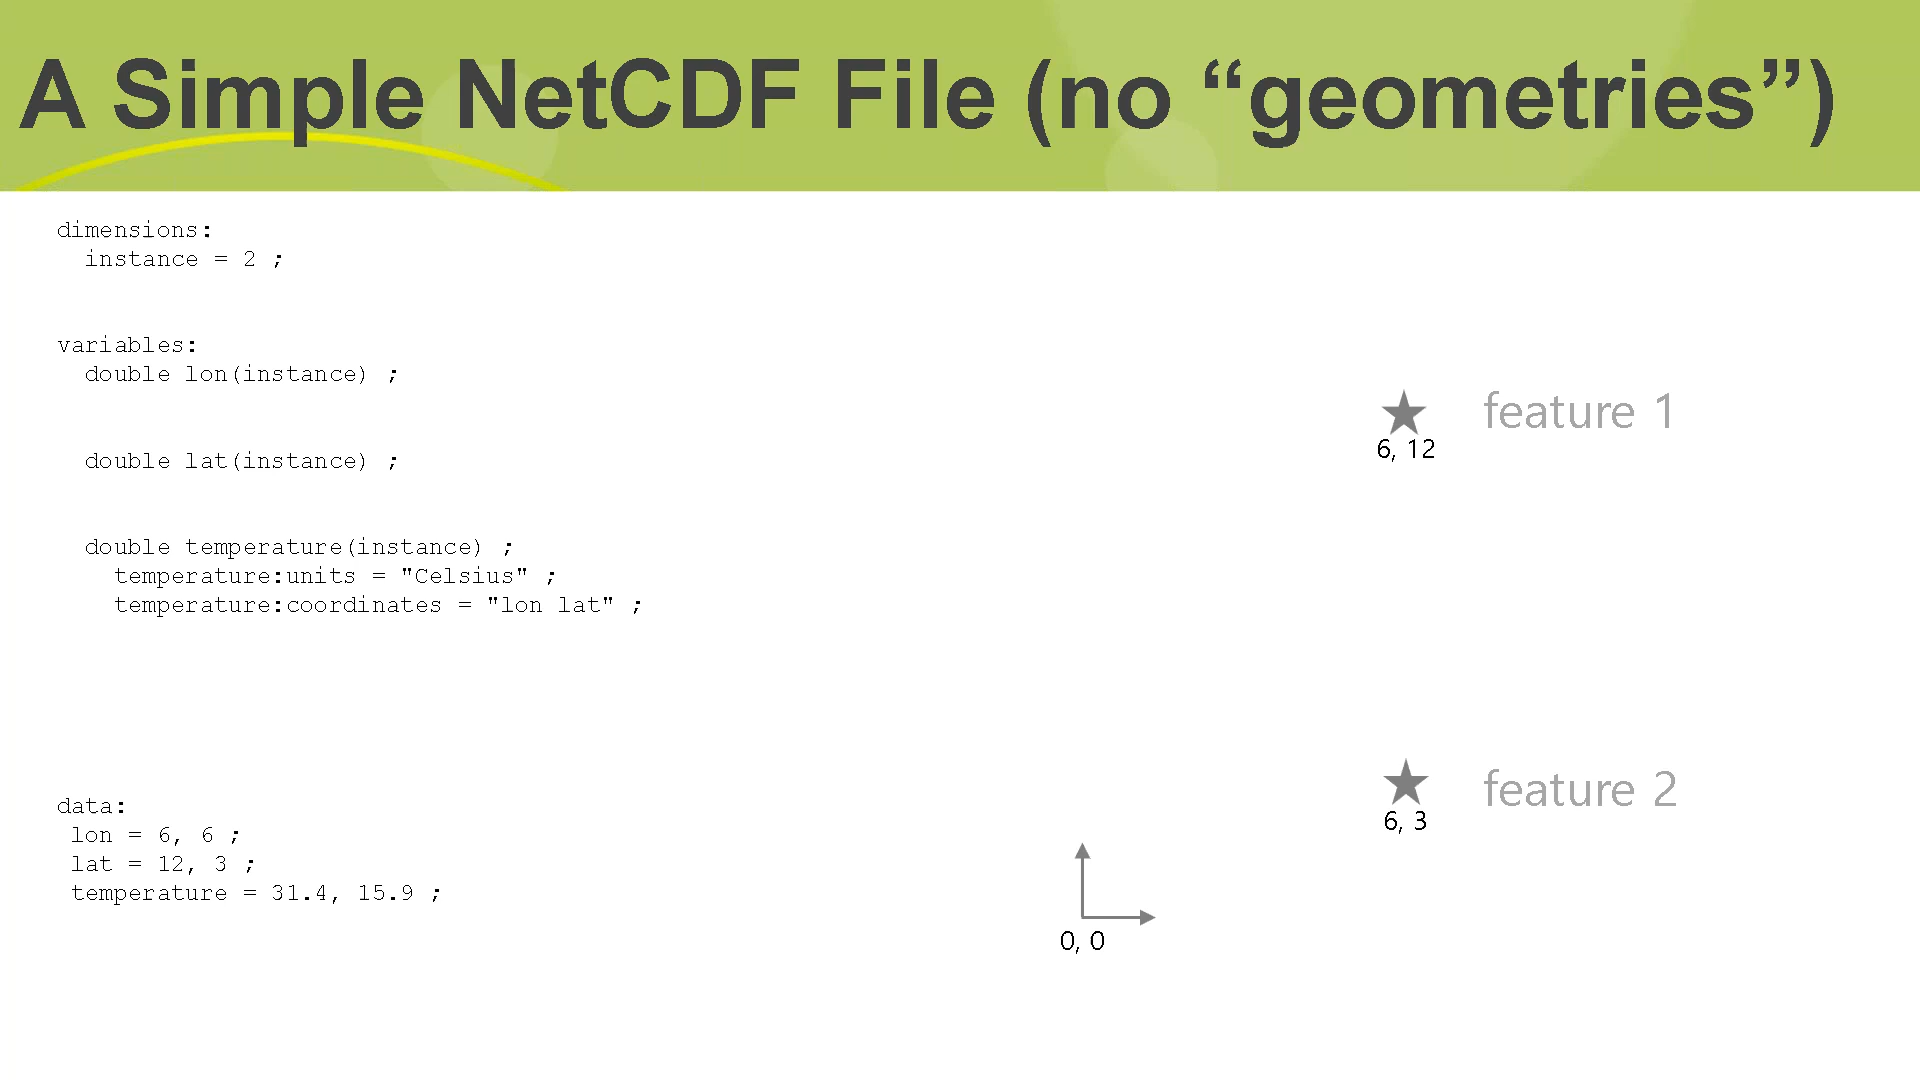 A Simple NetCDF File (no “geometries”)
dimensions:
instance = 2 ;
variables:
double lon(instance) ;
double lat(instance) ;
double temperature(instance) ;
temperature:units = "Celsius" ;
temperature:coordinates = "lon lat" ;
data:
lon = 6, 6 ;
lat = 12, 3 ;
temperature = 31.4, 15.9 ;
feature 1
6, 12
feature 2
6, 3
0, 0